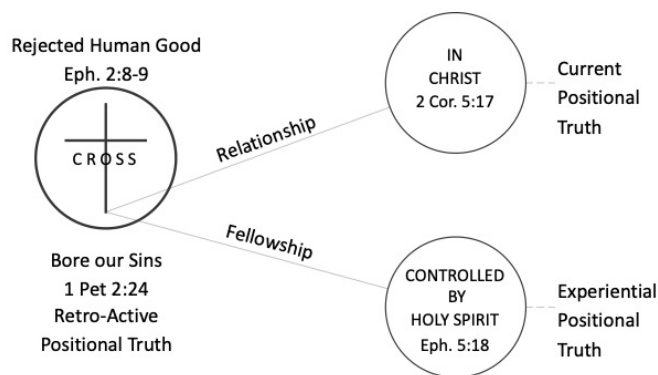 Rejected Human Good
Eph. 2:8-9
CROSS
Bore our Sins
1 Pet 2:24
Retro-Active
Positional Truth
Relationship
IN
CHRIST
2 Cor. 5:17
Current
Positional
Truth
Fellowship
CONTROLLED
BY
HOLY SPIRIT
Eph. 5:18
Experiential
Positional
Truth